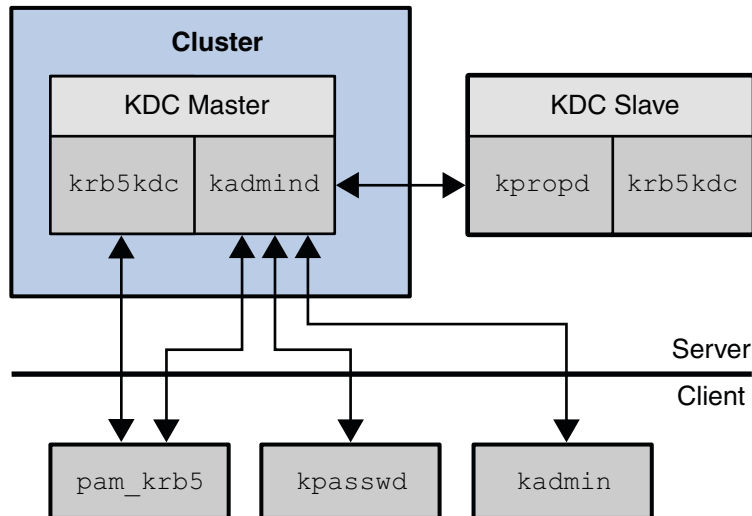 Cluster
KDC Master
KDC Slave
krb5kdc
kadmind
kpropd
krb5kdc
Server
Client
pam_krb5
kpasswd
kadmin